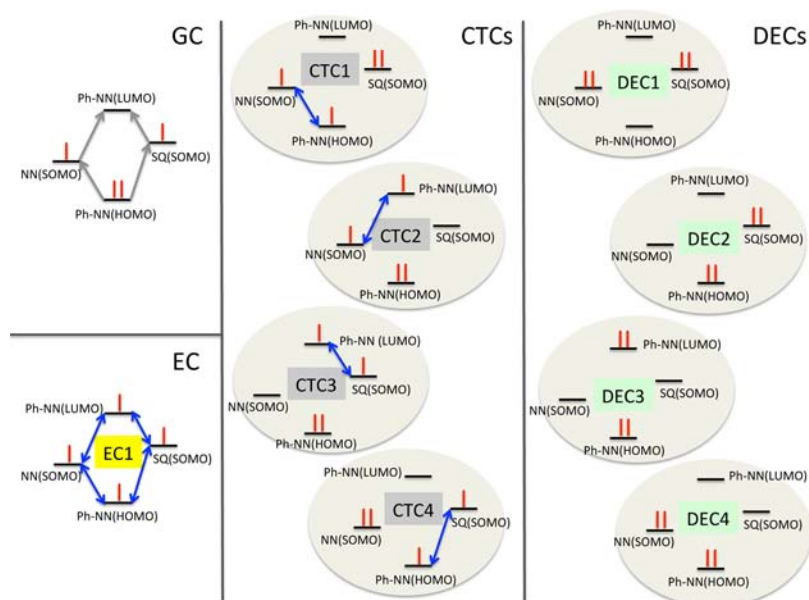 GC
Ph-NN(LUMO)
NN(SOMO)
SQ(SOMO)
Ph-NN(HOMO)
EC
Ph-NN(LUMO)
EC1
NN(SOMO)
SQ(SOMO)
Ph-NN(HOMO)
CTCs
Ph-NN(LUMO)
CTC1
NN(SOMO)
SQ(SOMO)
Ph-NN(HOMO)
Ph-NN(LUMO)
CTC2
NN(SOMO)
SQ(SOMO)
Ph-NN(HOMO)
Ph-NN (LUMO)
CTC3
NN(SOMO)
SQ(SOMO)
Ph-NN(HOMO)
Ph-NN(LUMO)
CTC4
NN(SOMO)
SQ(SOMO)
Ph-NN(HOMO)
DECs
Ph-NN(LUMO)
DEC1
NN(SOMO)
SQ(SOMO)
Ph-NN(HOMO)
Ph-NN(LUMO)
DEC2
NN(SOMO)
SQ(SOMO)
Ph-NN(HOMO)
Ph-NN(LUMO)
DEC3
NN(SOMO)
SQ(SOMO)
Ph-NN(HOMO)
Ph-NN(LUMO)
DEC4
NN(SOMO)
SQ(SOMO)
Ph-NN(HOMO)